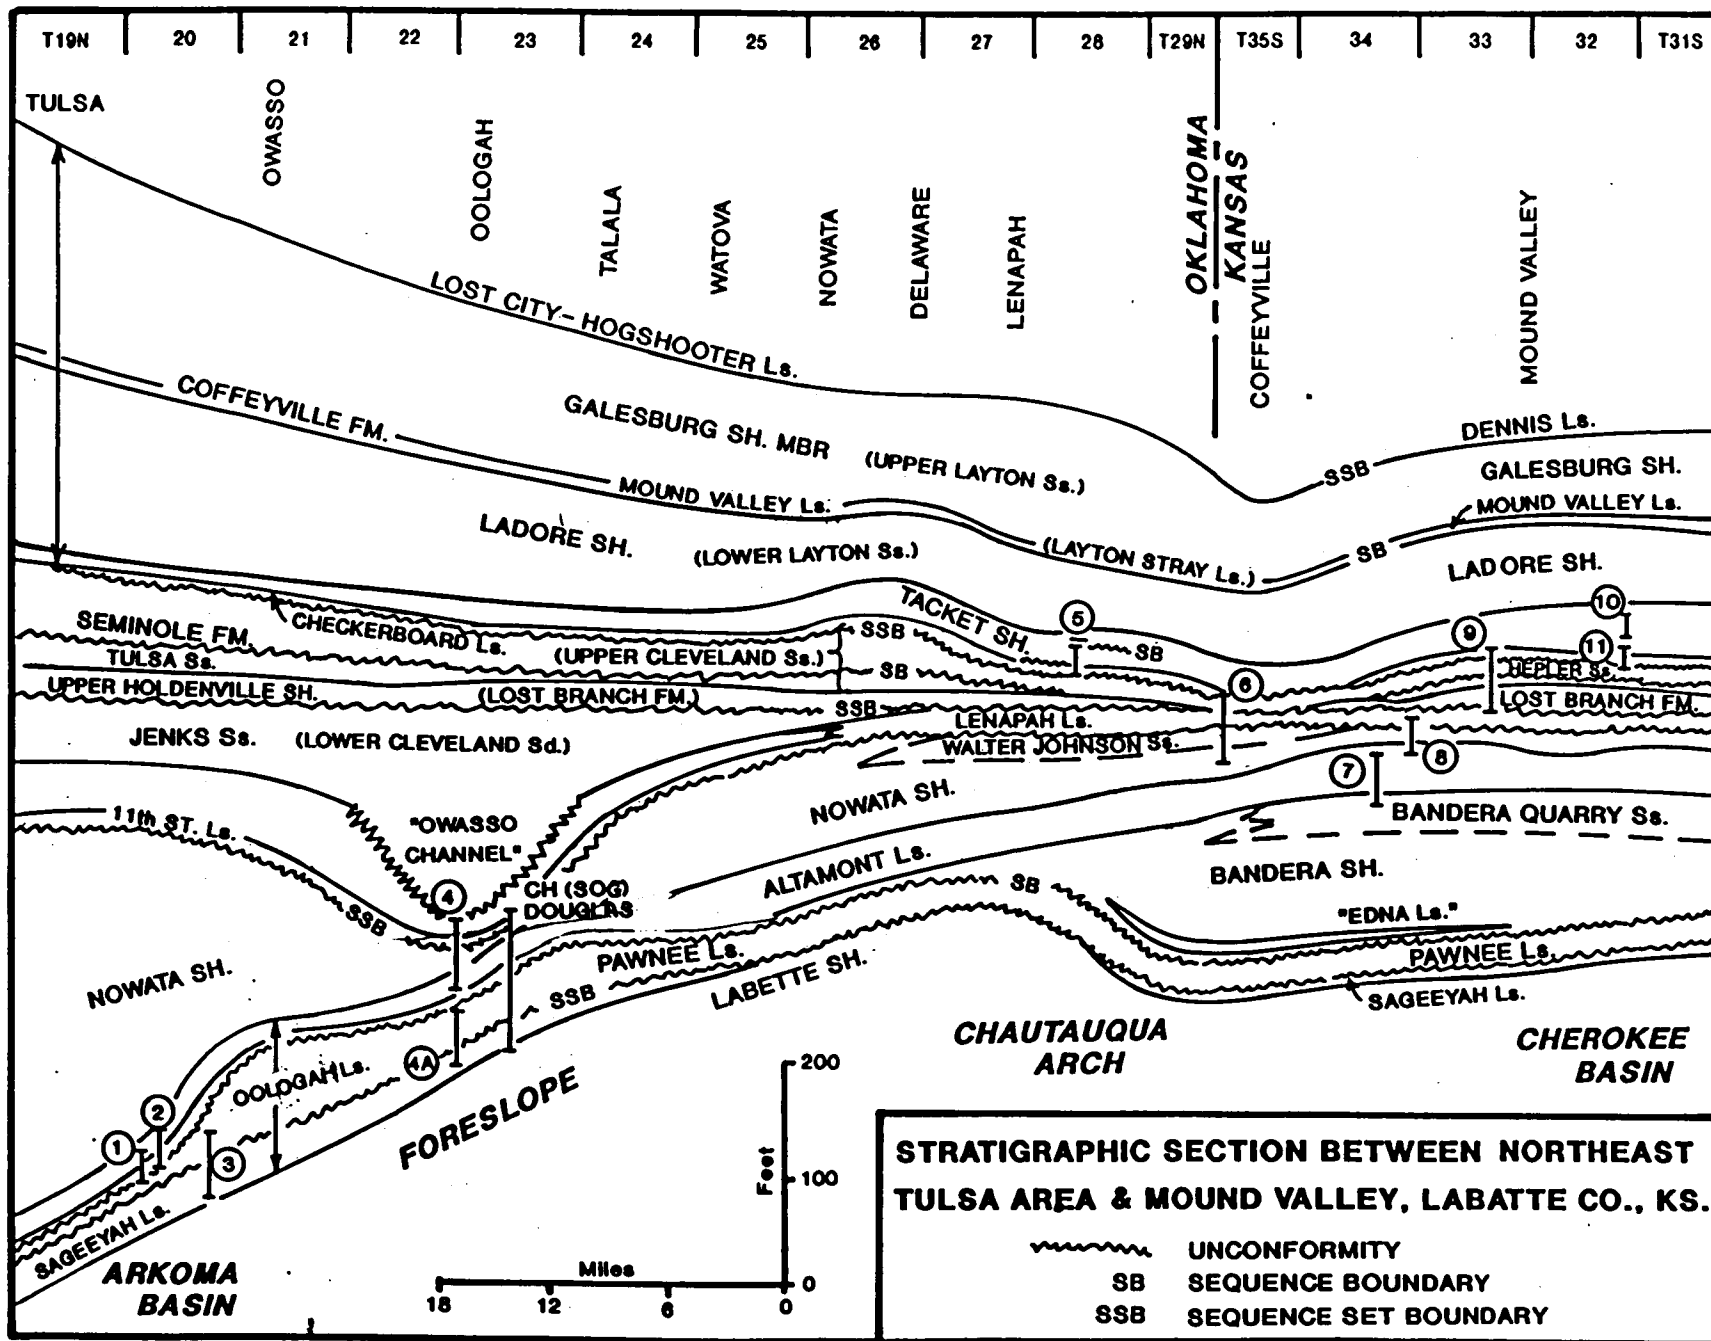 T19N 20 21 22 23 24 25 26 27 28 T29N T35S 34 33 32 T31S
TULSA
OWASSO
OOLOGAH
TALALA
WATOVA
NOWATA
DELAWARE
LENAPAH
OKLAHOMA
KANSAS
COFFEYVILLE
MOUND VALLEY
LOST CITY-HOGSHOOTER Ls.
DENNIS Ls.
COFFEYVILLE FM.
GALESBURG SH. MBR
(UPPER LAYTON Ss.)
SSB
GALESBURG SH.
MOUND VALLEY Ls.
MOUND VALLEY Ls.
LADORE SH.
(LOWER LAYTON Ss.)
(LAYTON STRAY Ls.)
SB
LADORE SH.
TACKET SH.
5
10
SEMINOLE FM.
CHECKERBOARD Ls.
(UPPER CLEVELAND Ss.)
SSB
SB
9
11
TULSA Ss.
SB
HEPLER Ss.
UPPER HOLDENVILLE SH.
(LOST BRANCH FM.)
6
LOST BRANCH FM.
SSB
LENAPAH Ls.
JENKS Ss.
(LOWER CLEVELAND Sd.)
WALTER JOHNSON Ss.
7
8
11th ST. Ls.
"OWASSO
CHANNEL"
NOWATA SH.
BANDERA QUARRY Ss.
ALTAMONT Ls.
BANDERA SH.
4
CH (SOG)
DOUGLAS
SSB
SB
"EDNA Ls."
NOWATA SH.
PAWNEE Ls.
PAWNEE Ls.
SSB
LABETTE SH.
SAGEEYAH Ls.
CHAUTAUQUA
ARCH
CHEROKEE
BASIN
OOLOGAH Ls.
4A
FORESLOPE
2
1
3
SAGEEYAH Ls.
ARKOMA
BASIN
200
100
0
Feet
Miles
18 12 6 0
STRATIGRAPHIC SECTION BETWEEN NORTHEAST
TULSA AREA & MOUND VALLEY, LABATTE CO., KS.
UNCONFORMITY
SB SEQUENCE BOUNDARY
SSB SEQUENCE SET BOUNDARY